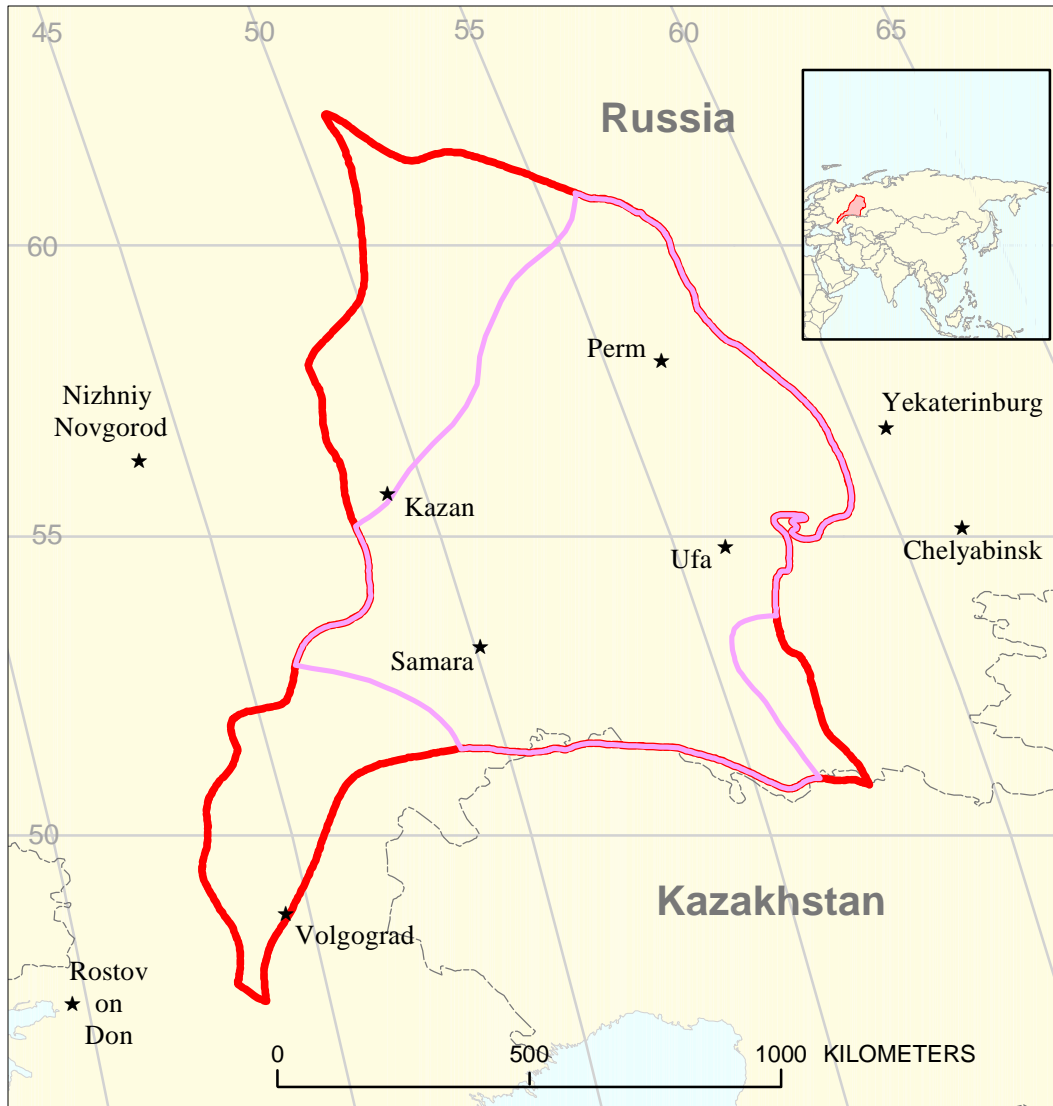 45
50
55
60
65
Russia
60
Perm
Nizhniy
Novgorod
Yekaterinburg
Kazan
55
Ufa
Chelyabinsk
Samara
50
Kazakhstan
Volgograd
Rostov
on
Don
0
500
1000 KILOMETERS